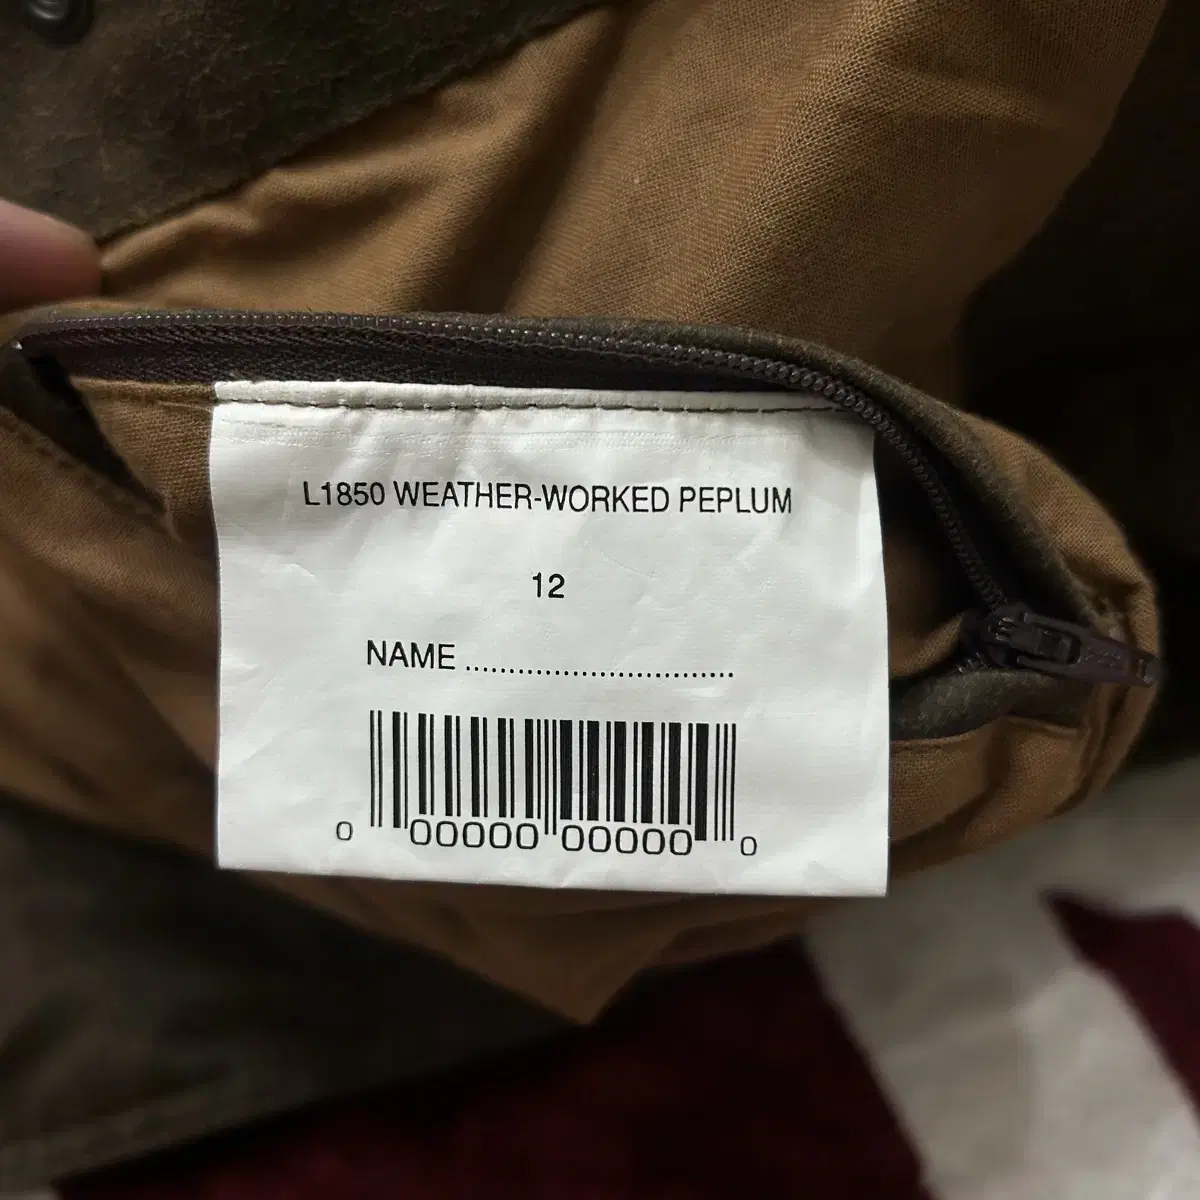 L1850 WEATHER-WORKED PEPLUM
12
NAME ..............................
0 00000 00000 0